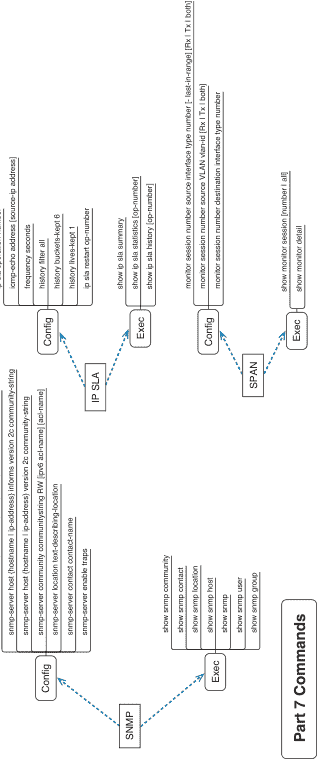 Part 7 Commands
SNMP
Config
snmp-server host {hostname | ip-address} informs version 2c community-string
snmp-server host {hostname | ip-address} version 2c community-string
snmp-server community communitystring RW [ipv6 acl-name] [acl-name]
snmp-server location text-describing-location
snmp-server contact contact-name
snmp-server enable traps
Exec
show snmp community
show snmp contact
show snmp location
show snmp host
show snmp
show snmp user
show snmp group
IP SLA
Config
icmp-echo address [source-ip address]
frequency seconds
history filter all
history buckets-kept 6
history lives-kept 1
ip sla restart op-number
Exec
show ip sla summary
show ip sla statistics [op-number]
show ip sla history [op-number]
SPAN
Config
monitor session number source interface type number [- last-in-range] [Rx | Tx | both]
monitor session number source VLAN vlan-id [Rx | Tx | both]
monitor session number destination interface type number
Exec
show monitor session [number | all]
show monitor detail